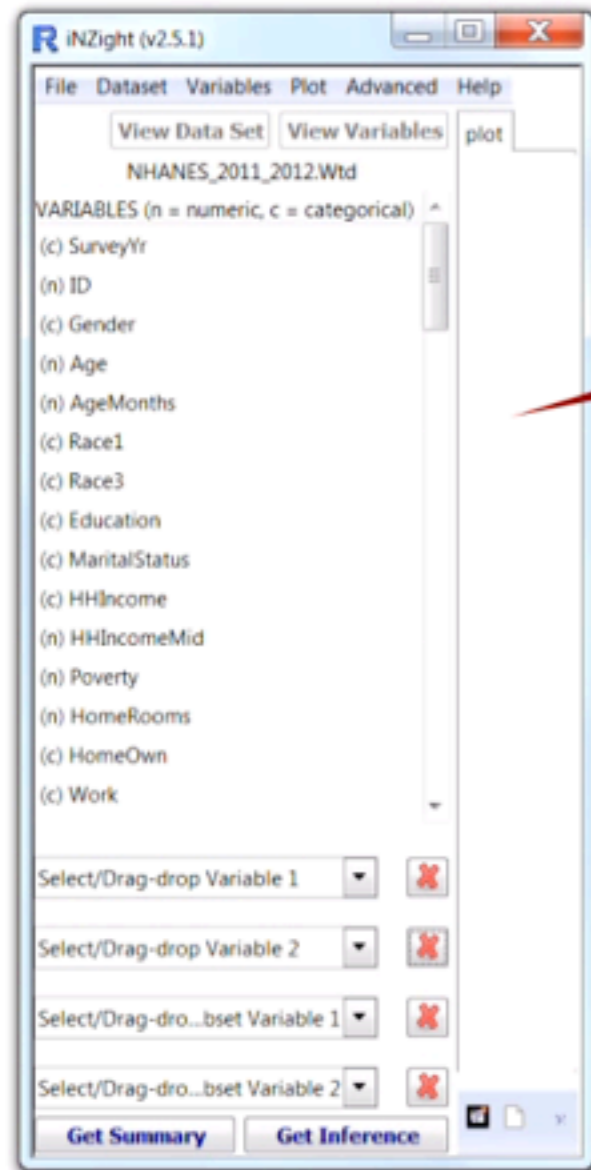 iNZight (v2.5.1)
File Dataset Variables Plot Advanced Help
View Data Set View Variables plot
NHANES_2011_2012.Wtd
VARIABLES (n = numeric, c = categorical)
(c) SurveyYr
(n) ID
(c) Gender
(n) Age
(n) AgeMonths
(c) Race1
(c) Race3
(c) Education
(c) MaritalStatus
(c) HHIncome
(n) HHIncomeMid
(n) Poverty
(n) HomeRooms
(c) HomeOwn
(c) Work
Select/Drag-drop Variable 1
Select/Drag-drop Variable 2
Select/Drag-dro...bset Variable 1
Select/Drag-dro...bset Variable 2
Get Summary Get Inference